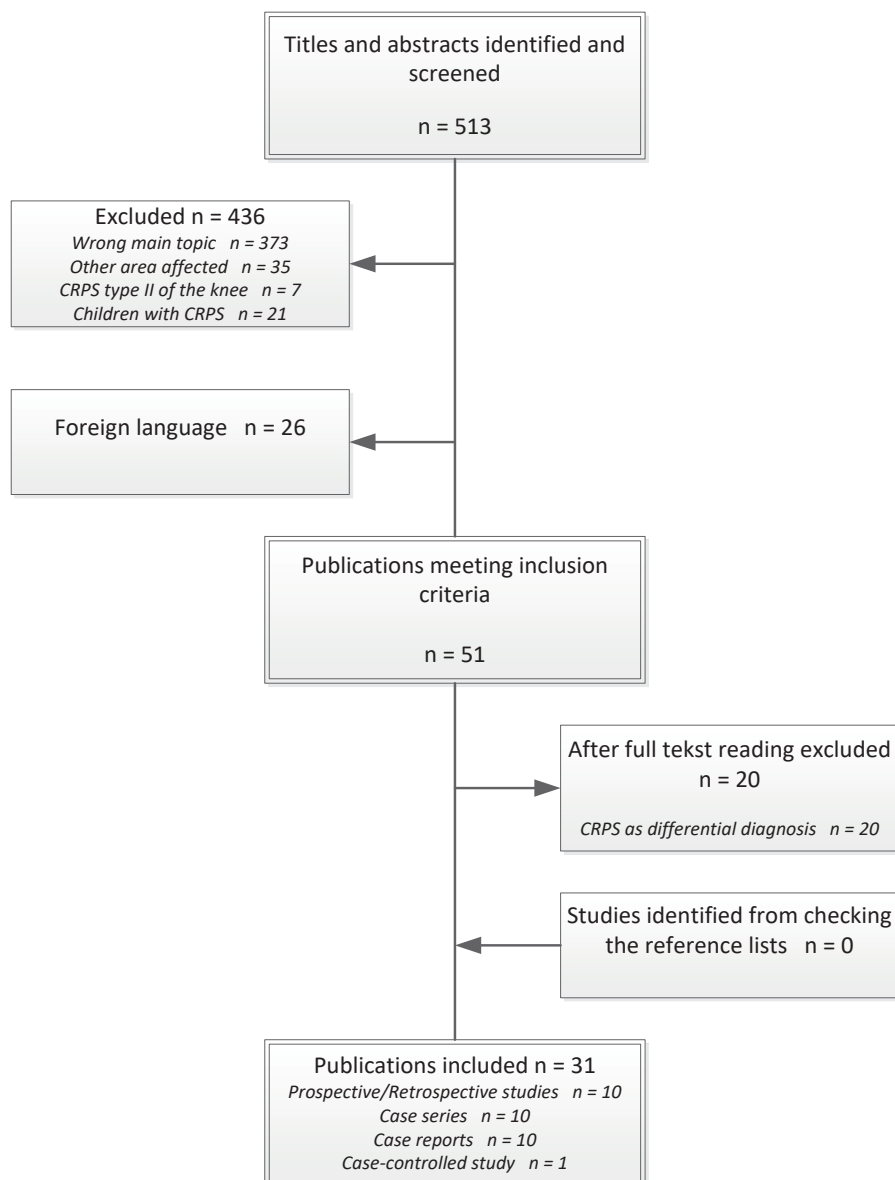 Titles and abstracts identified and
screened
n = 513
Excluded n = 436
Wrong main topic n = 373
Other area affected n = 35
CRPS type II of the knee n = 7
Children with CRPS n = 21
Foreign language n = 26
Publications meeting inclusion
criteria
n = 51
After full tekst reading excluded
n = 20
CRPS as differential diagnosis n = 20
Studies identified from checking
the reference lists n = 0
Publications included n = 31
Prospective/Retrospective studies n = 10
Case series n = 10
Case reports n = 10
Case-controlled study n = 1